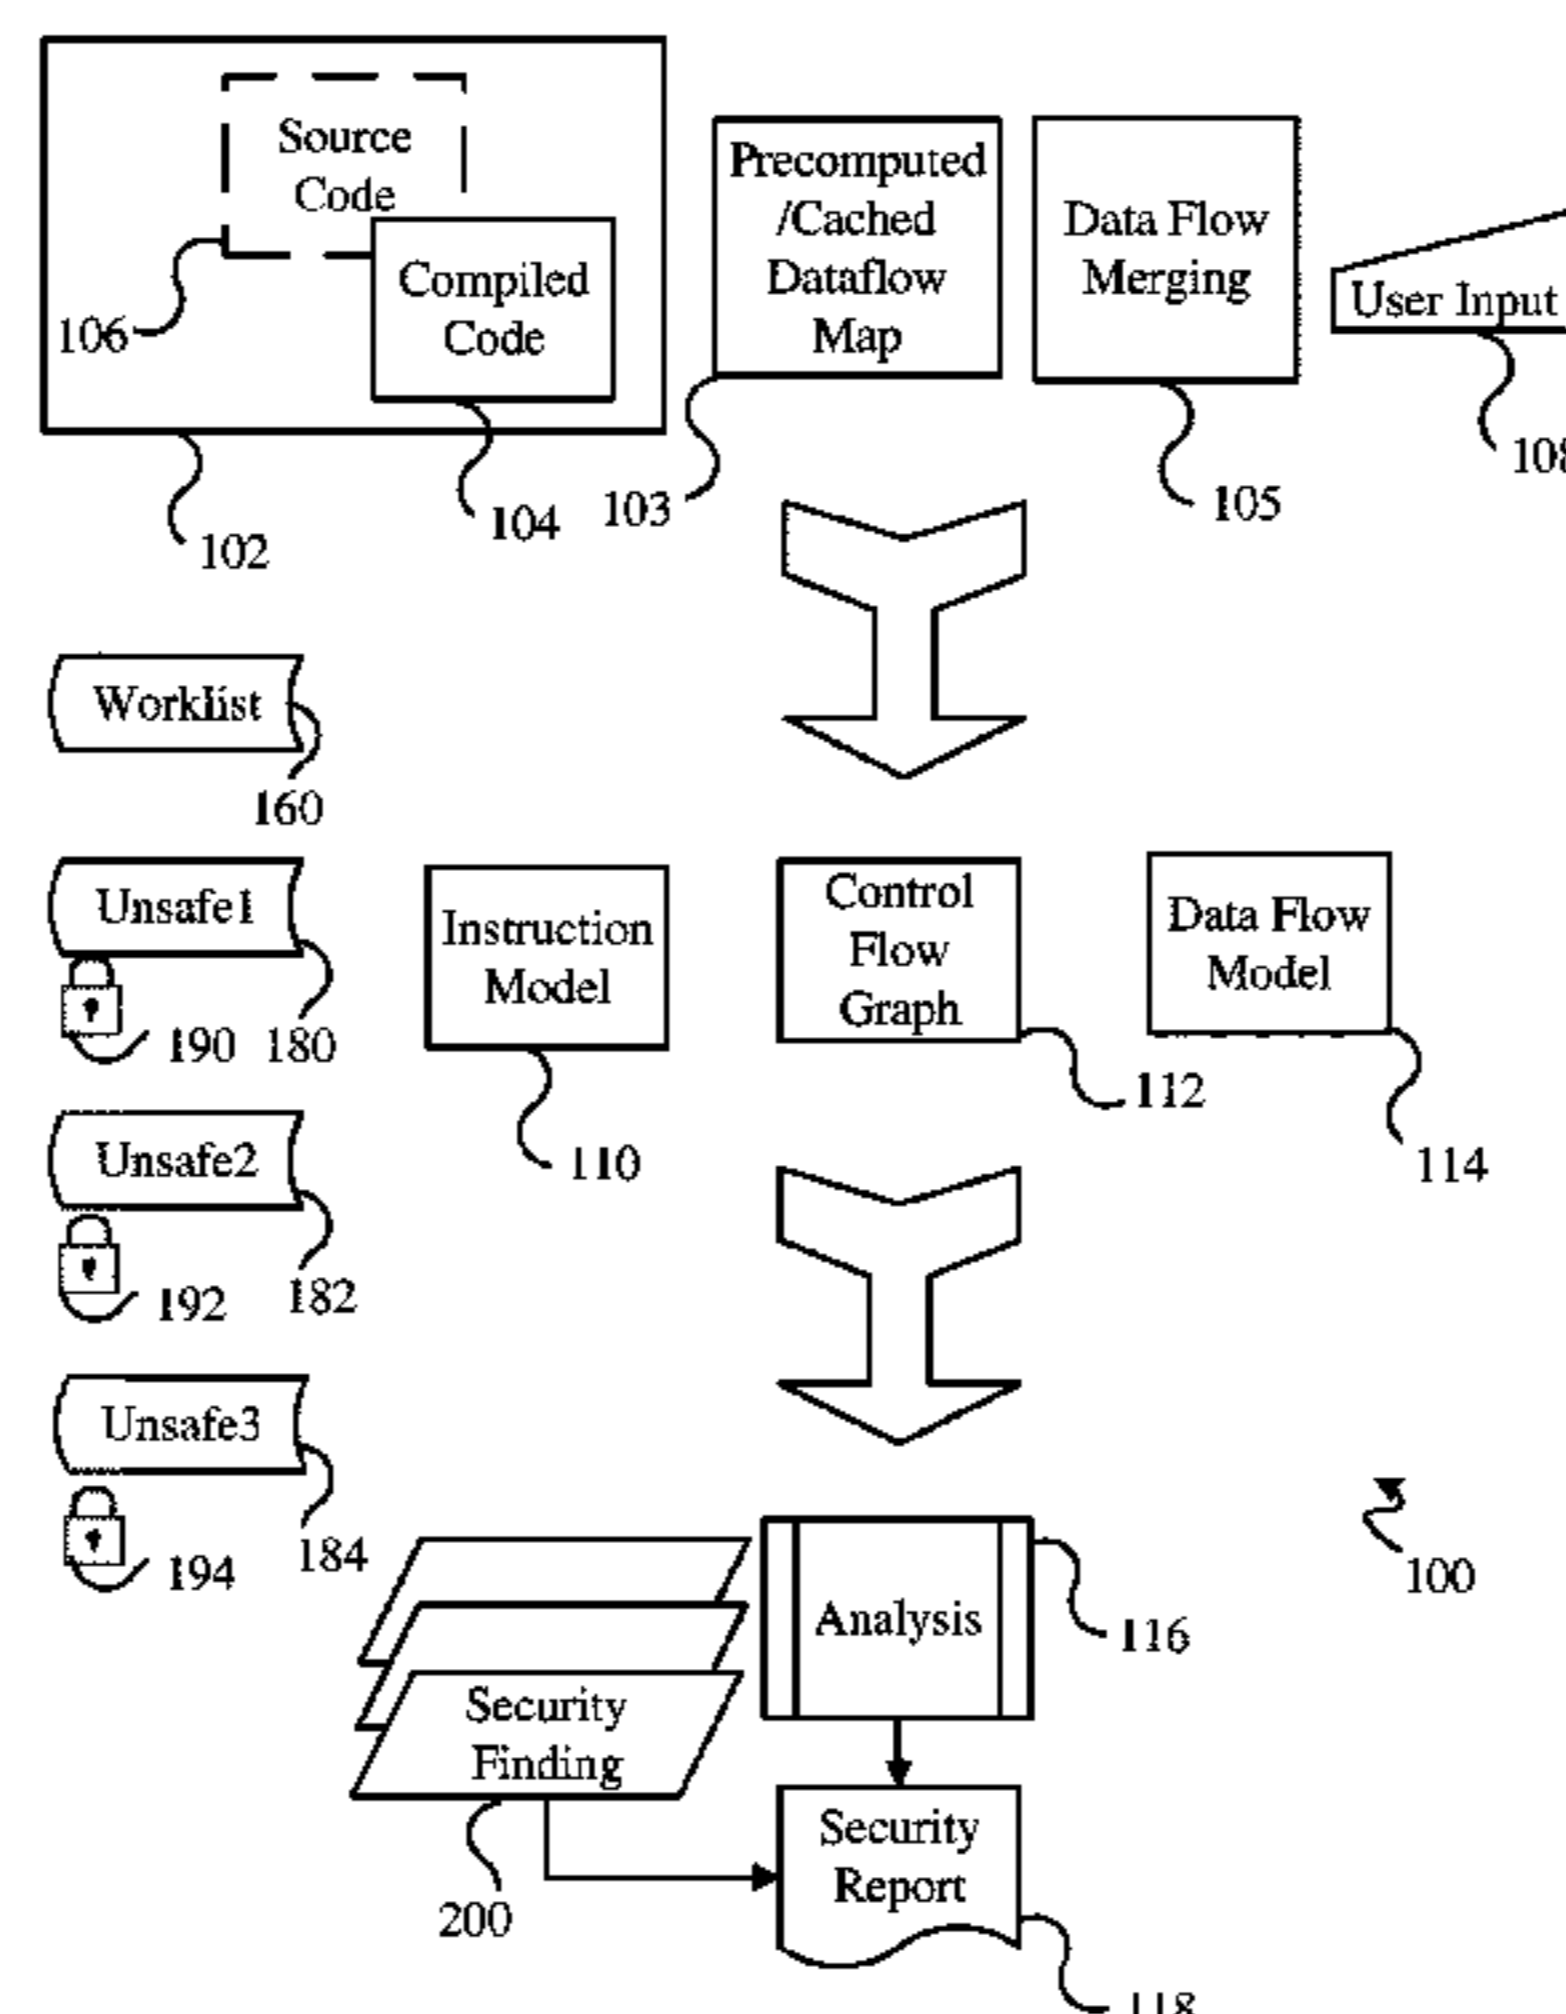 Source
Code
Compiled
Code
106
104
102
Precomputed
/Cached
Dataflow
Map
103
Data Flow
Merging
105
User Input
108
Worklist
160
Unsafe1
190
180
Unsafe2
192
182
Unsafe3
194
184
Instruction
Model
110
Control
Flow
Graph
112
Data Flow
Model
114
Analysis
116
100
Security
Finding
200
Security
Report
118